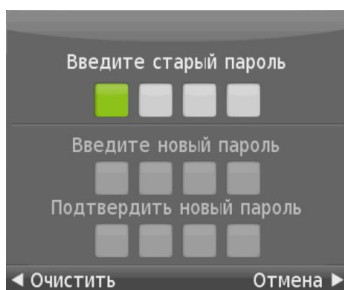 Введите старый пароль
Введите новый пароль
Подтвердить новый пароль
◀ Очистить Отмена ▶